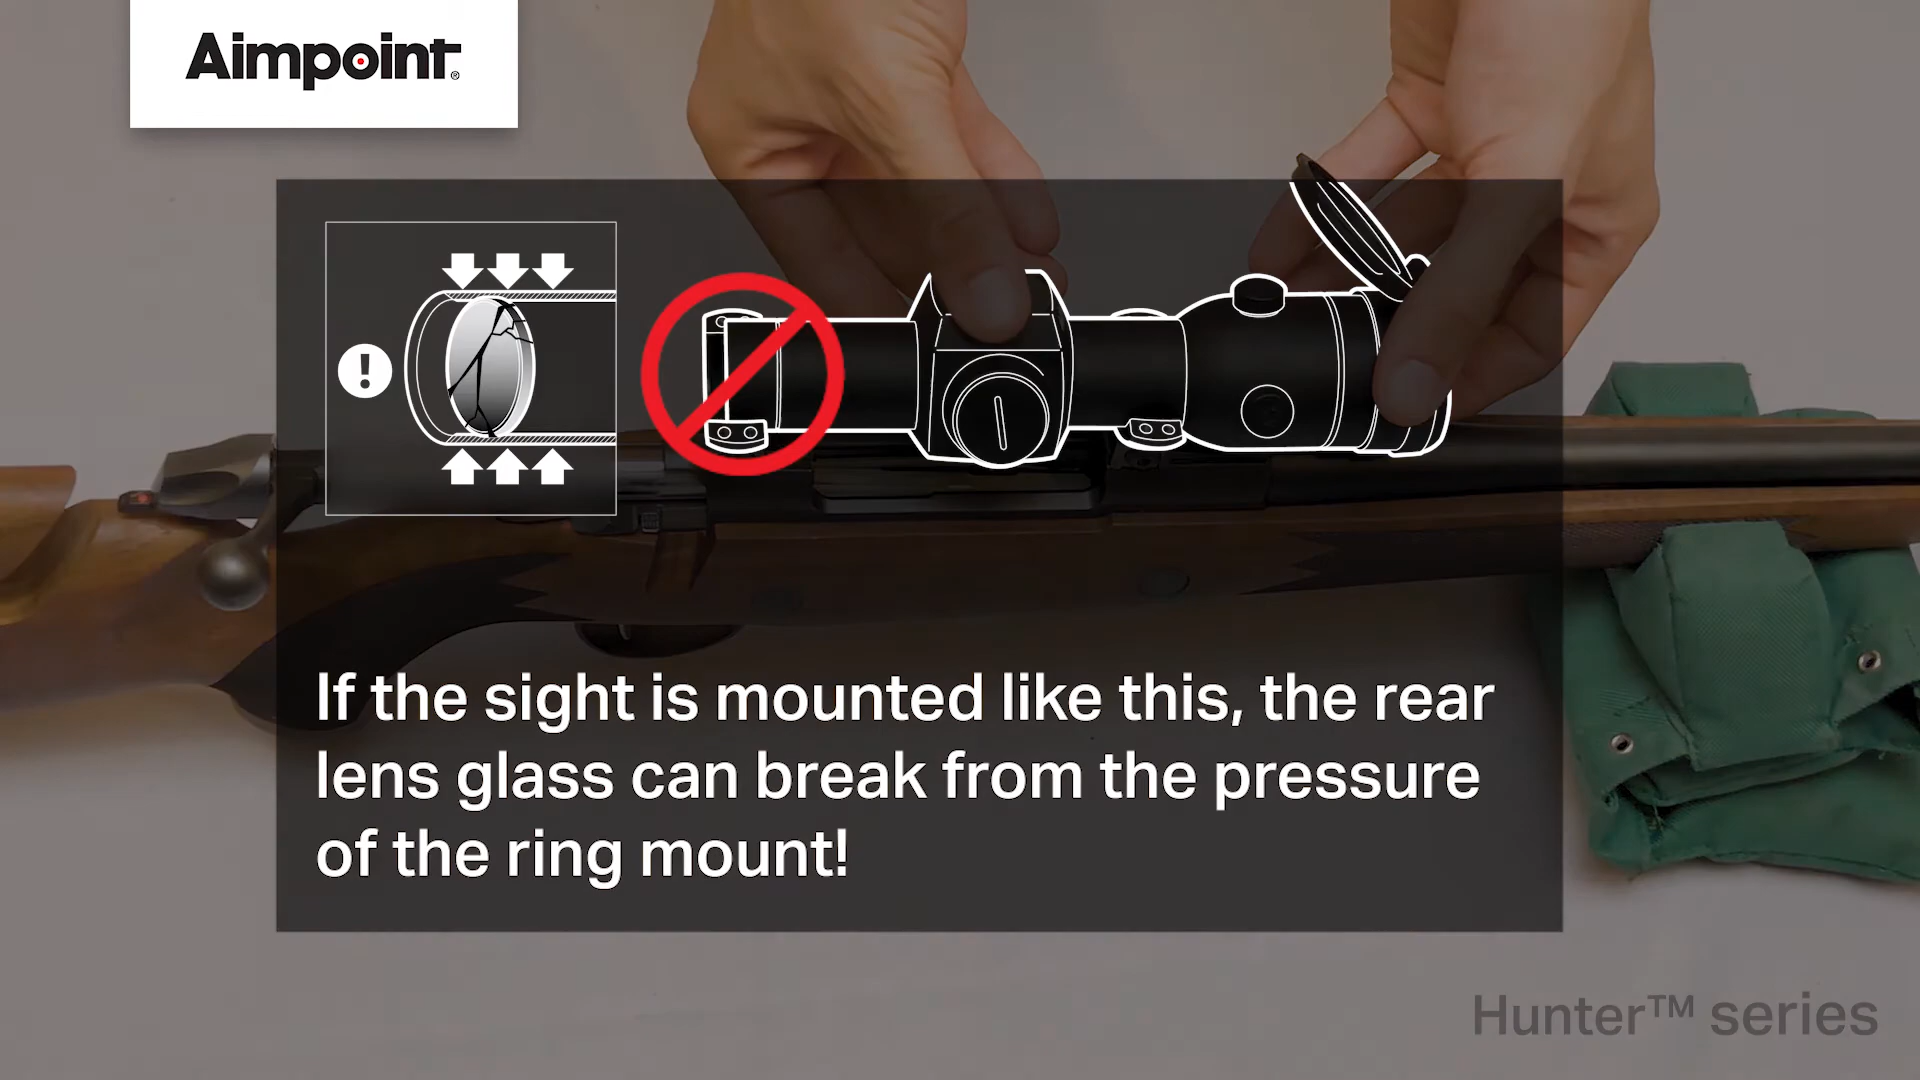 Aimpoint®
!
If the sight is mounted like this, the rear
lens glass can break from the pressure
of the ring mount!
Hunter™ series